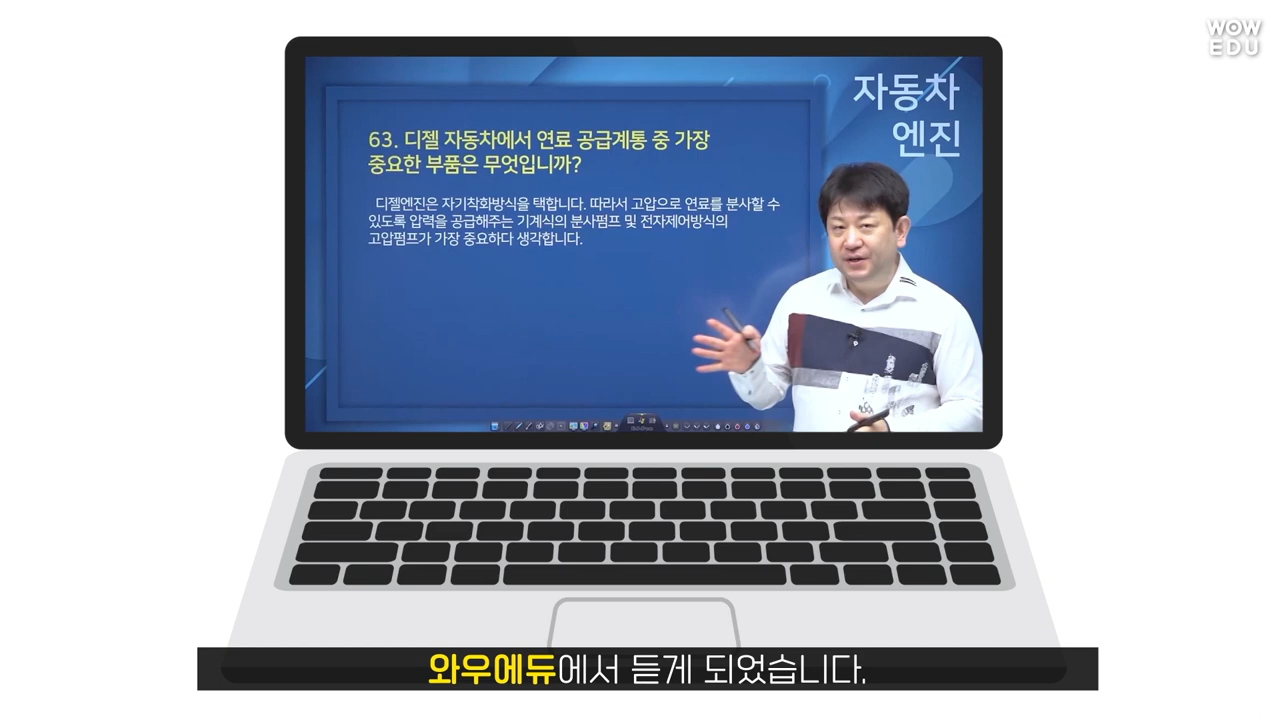 WOW
EDU
자동차
엔진
63. 디젤 자동차에서 연료 공급계통 중 가장
중요한 부품은 무엇입니까?
디젤엔진은 자기착화방식을 택합니다. 따라서 고압으로 연료를 분사할 수
있도록 압력을 공급해주는 기계식의 분사펌프 및 전자제어방식의
고압펌프가 가장 중요하다 생각합니다.
와우에듀에서 듣게 되었습니다.